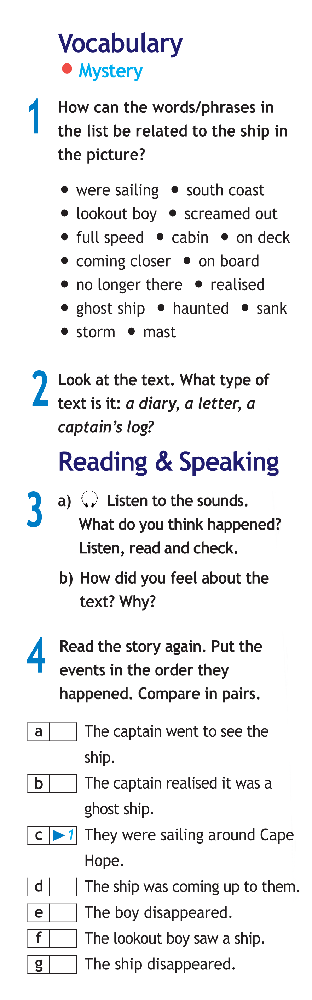 Vocabulary
• Mystery
1 How can the words/phrases in
the list be related to the ship in
the picture?
• were sailing • south coast
• lookout boy • screamed out
• full speed • cabin • on deck
• coming closer • on board
• no longer there • realised
• ghost ship • haunted • sank
• storm • mast
2 Look at the text. What type of
text is it: a diary, a letter, a
captain's log?
Reading & Speaking
3 a) Listen to the sounds.
What do you think happened?
Listen, read and check.
b) How did you feel about the
text? Why?
4 Read the story again. Put the
events in the order they
happened. Compare in pairs.
a The captain went to see the
ship.
b The captain realised it was a
ghost ship.
c ▶1 They were sailing around Cape
Hope.
d The ship was coming up to them.
e The boy disappeared.
f The lookout boy saw a ship.
g The ship disappeared.